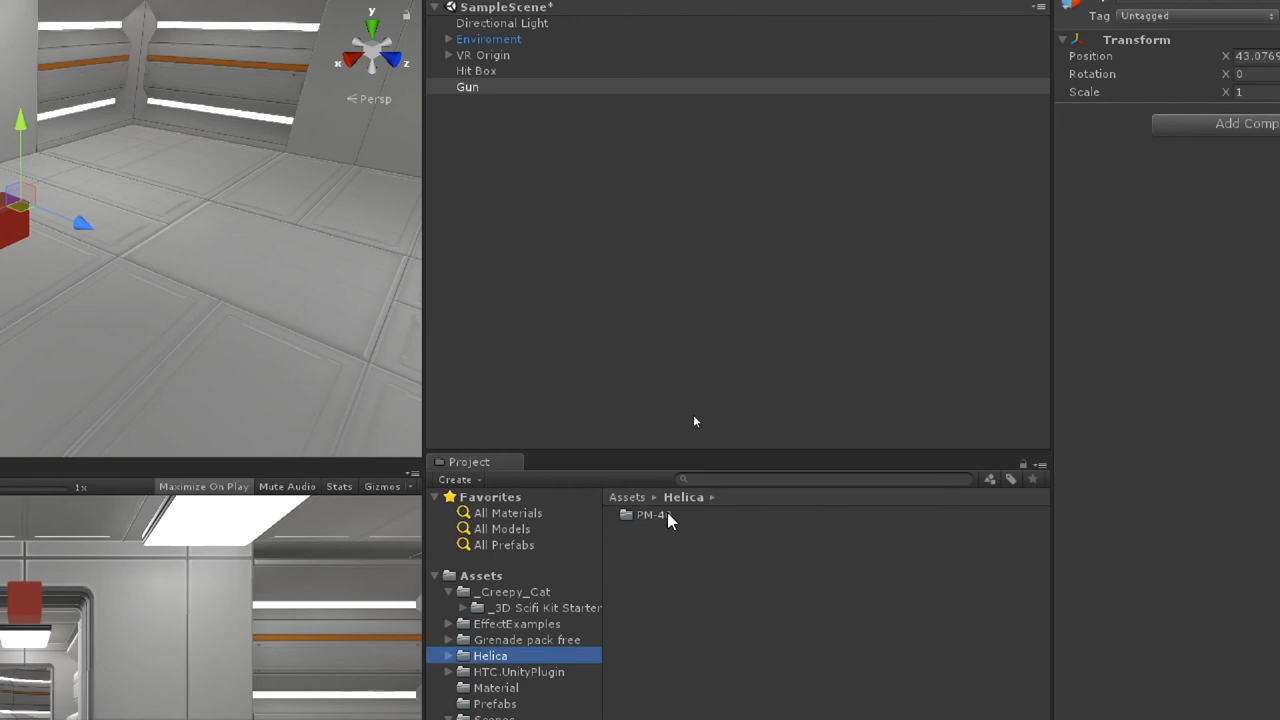 y
x
z
Persp
SampleScene*
Directional Light
Enviroment
VR Origin
Hit Box
Gun
Tag Untagged
Transform
Position X 43.0769
Rotation X 0
Scale X 1
Add Comp
1x Maximize On Play Mute Audio Stats Gizmos
Project
Create
Favorites
All Materials
All Models
All Prefabs
Assets
_Creepy_Cat
_3D Scifi Kit Starter
EffectExamples
Grenade pack free
Helica
HTC.UnityPlugin
Material
Prefabs
Scenes
Assets Helica